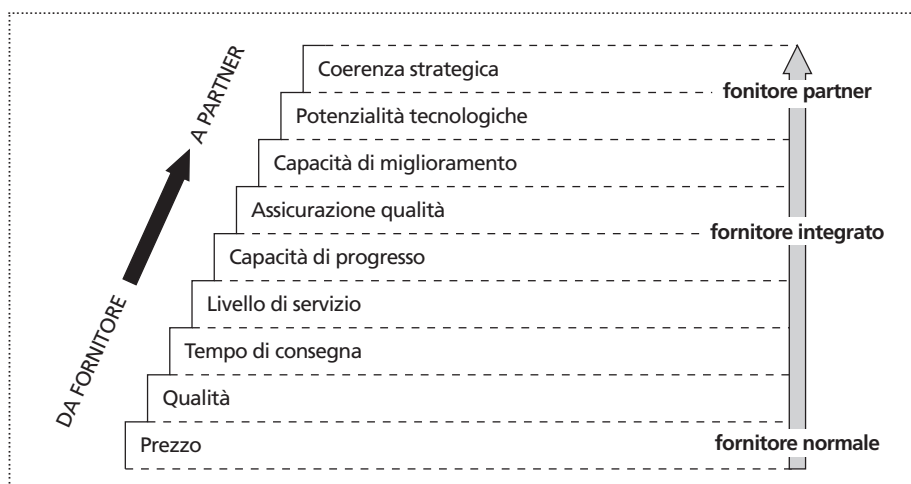 Coerenza strategica
fonitore partner
Potenzialità tecnologiche
Capacità di miglioramento
Assicurazione qualità
fornitore integrato
Capacità di progresso
Livello di servizio
Tempo di consegna
Qualità
Prezzo
fornitore normale
DA FORNITORE
A PARTNER